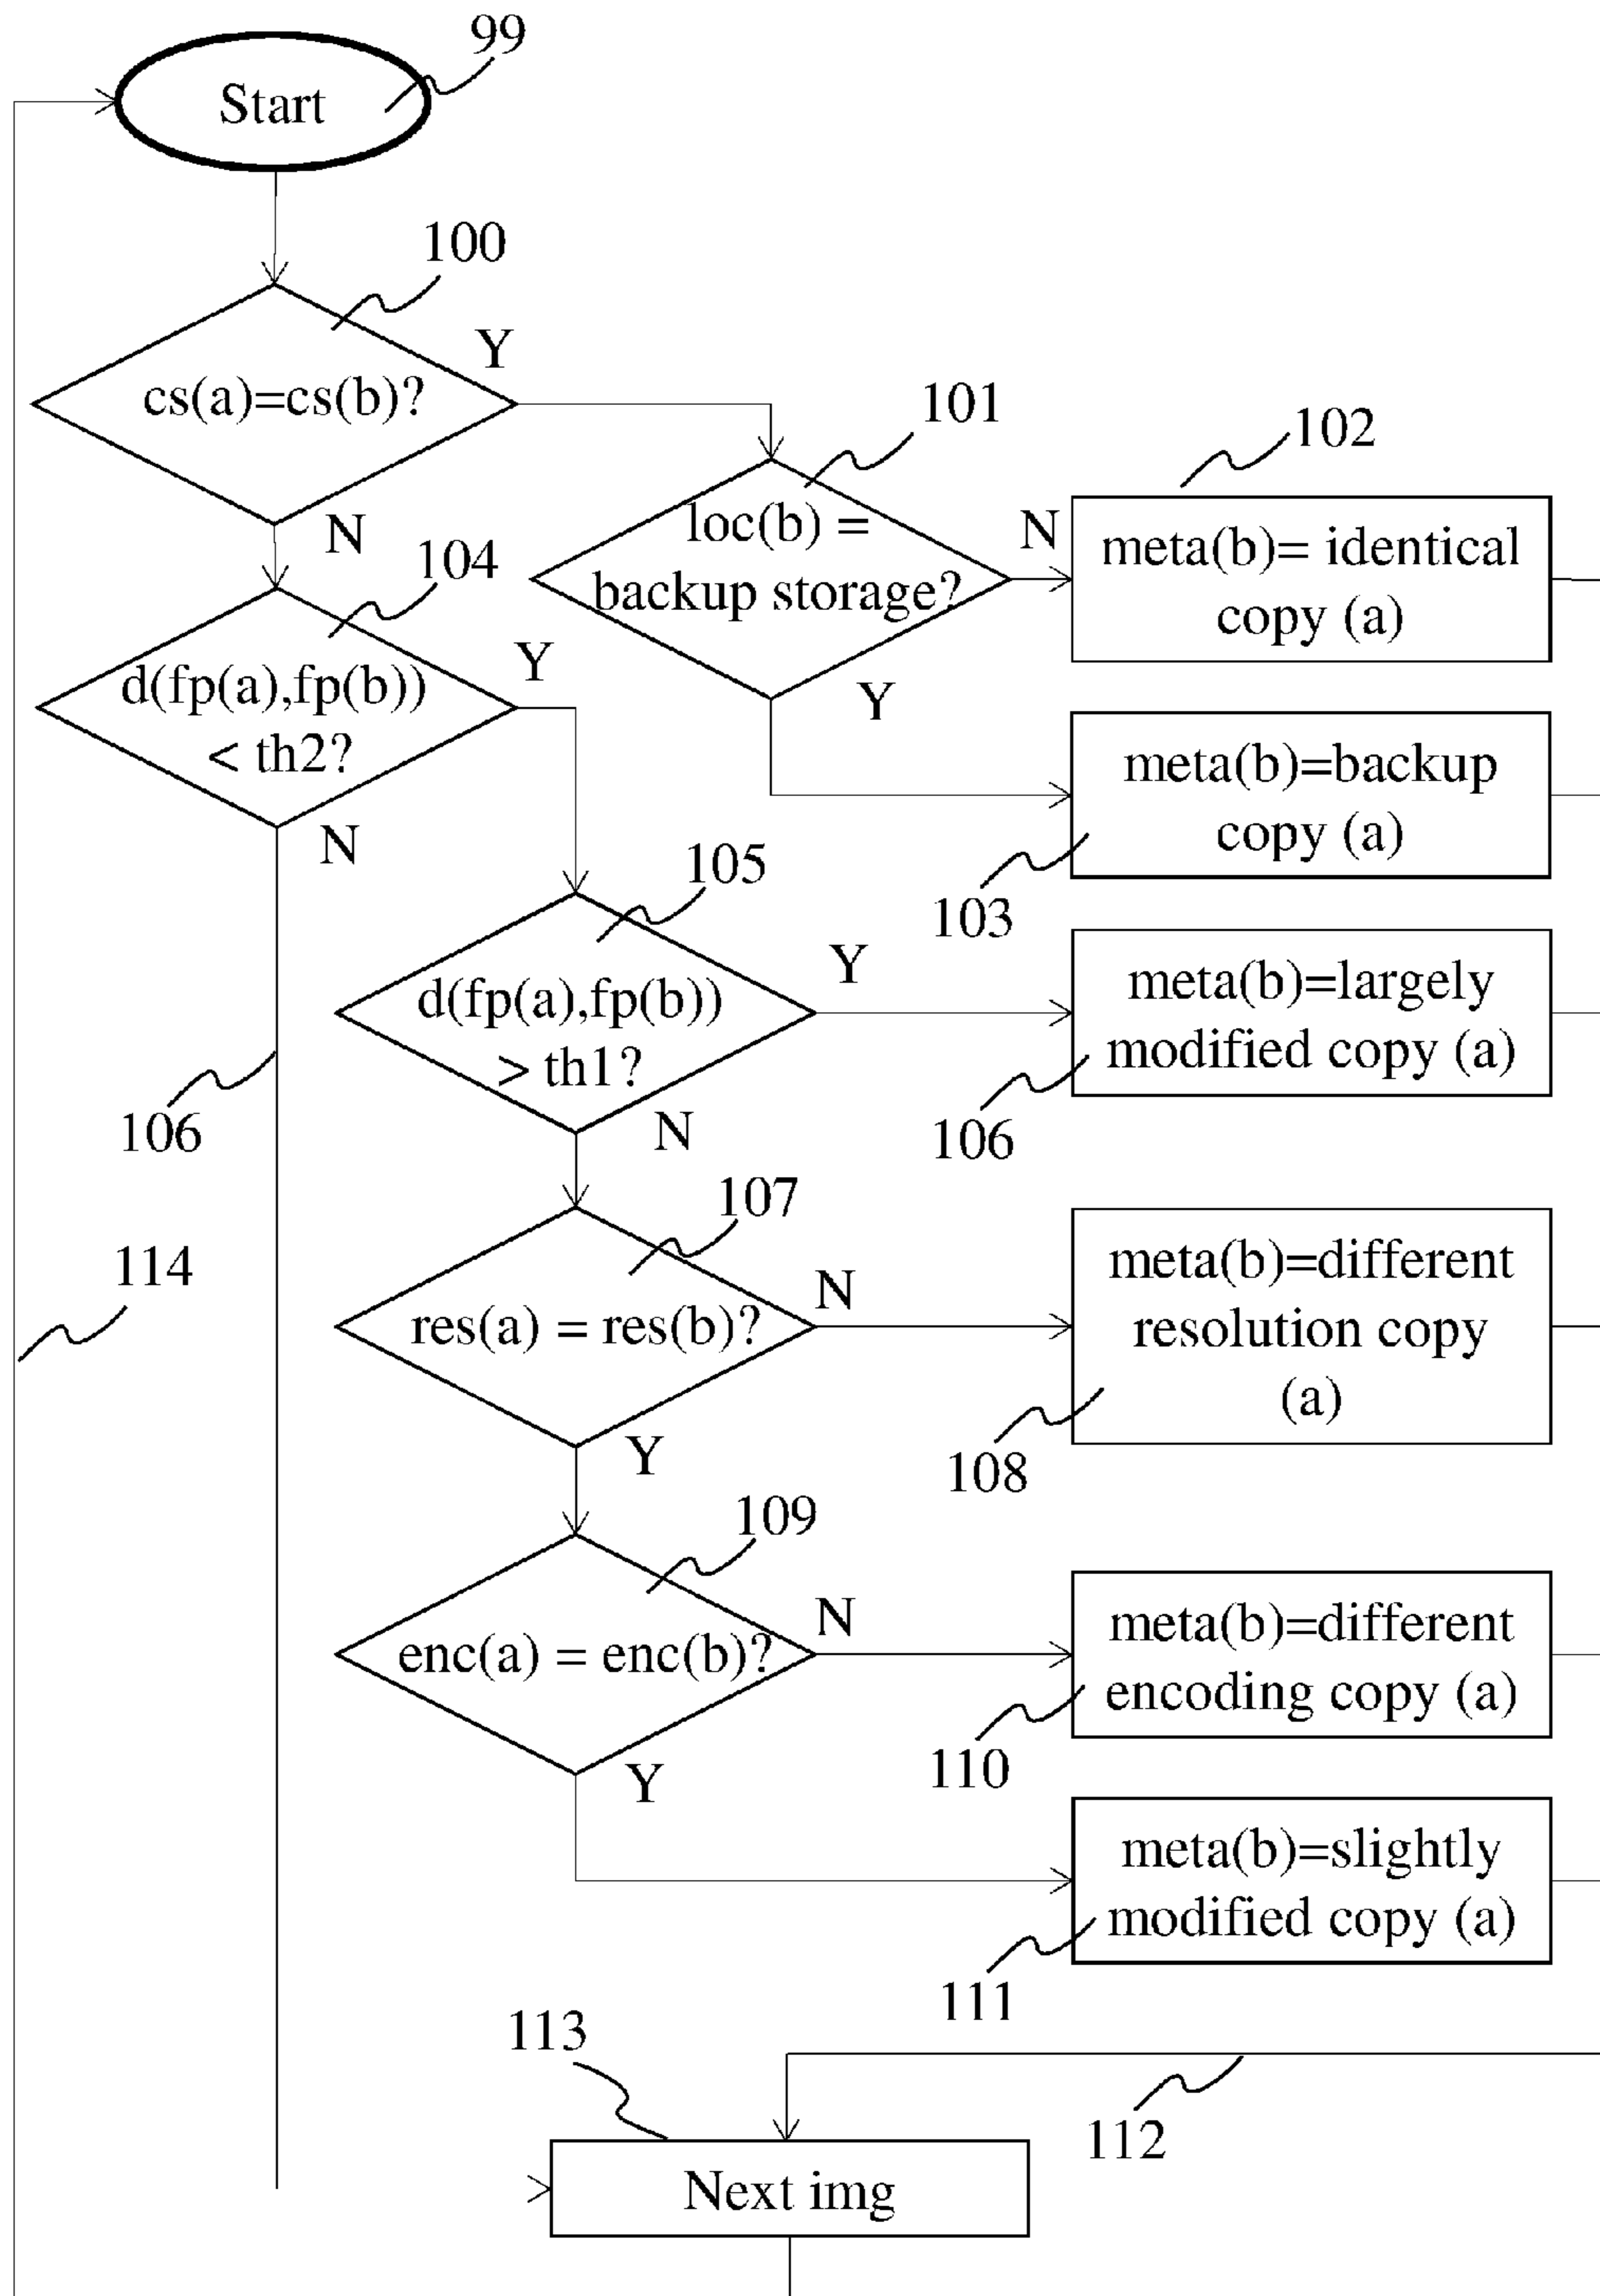 99
Start
100
Y
cs(a)=cs(b)?
101
102
N
loc(b) =
backup storage?
N
meta(b)= identical
copy (a)
104
Y
d(fp(a),fp(b))
< th2?
Y
N
meta(b)=backup
copy (a)
103
105
Y
d(fp(a),fp(b))
> th1?
N
meta(b)=largely
modified copy (a)
106
106
107
N
res(a) = res(b)?
Y
meta(b)=different
resolution copy
(a)
108
114
109
N
enc(a) = enc(b)?
Y
meta(b)=different
encoding copy (a)
110
meta(b)=slightly
modified copy (a)
111
113
112
Next img